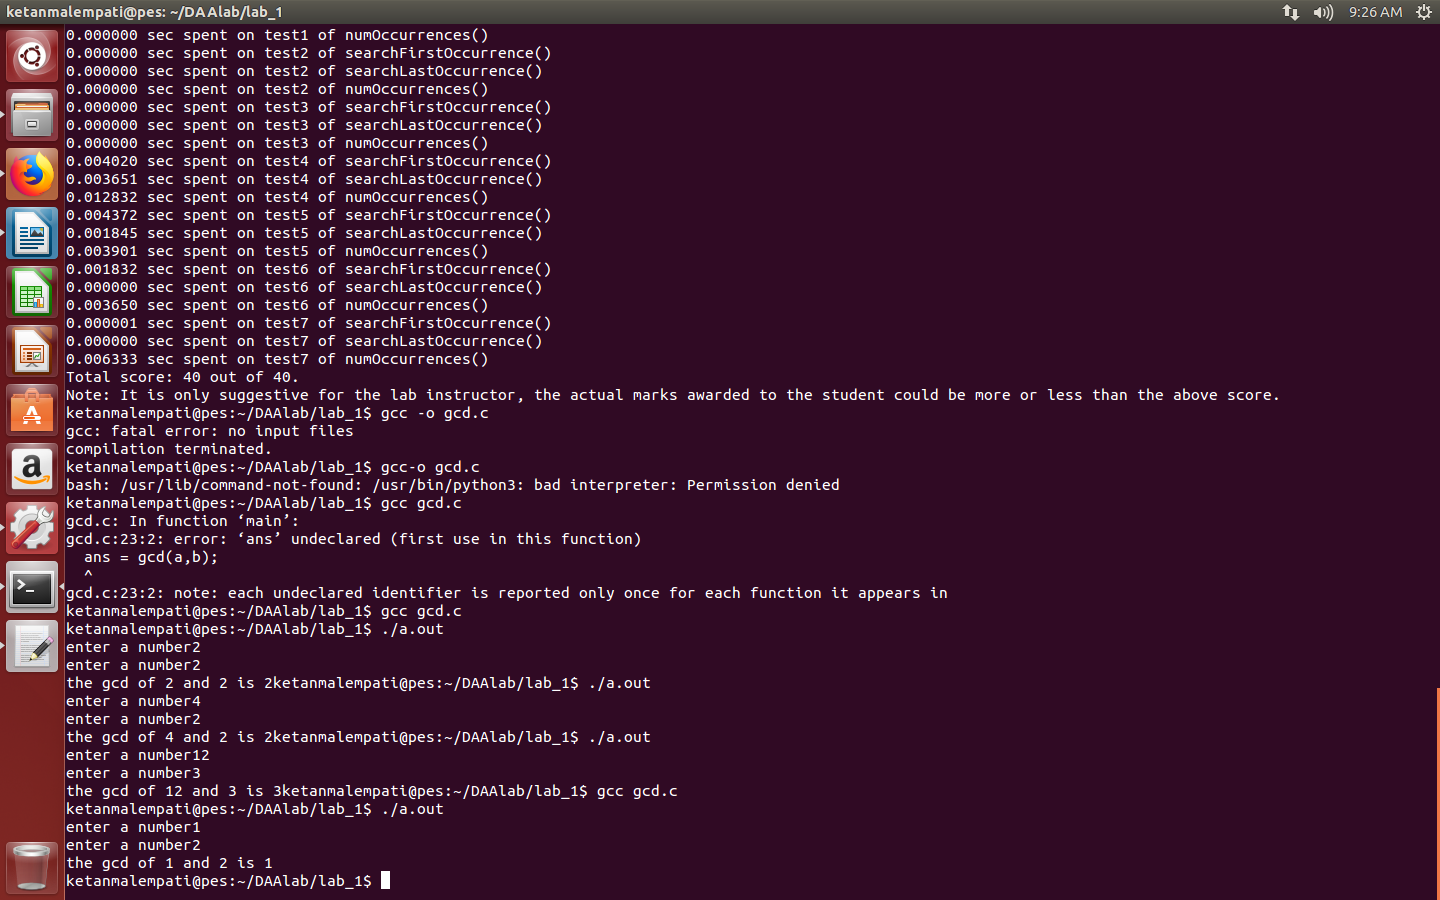 ketanmalempati@pes: ~/DAAlab/lab_1
9:26 AM
0.000000 sec spent on test1 of numOccurrences()
0.000000 sec spent on test2 of searchFirstOccurrence()
0.000000 sec spent on test2 of searchLastOccurrence()
0.000000 sec spent on test2 of numOccurrences()
0.000000 sec spent on test3 of searchFirstOccurrence()
0.000000 sec spent on test3 of searchLastOccurrence()
0.000000 sec spent on test3 of numOccurrences()
0.004020 sec spent on test4 of searchFirstOccurrence()
0.003651 sec spent on test4 of searchLastOccurrence()
0.012832 sec spent on test4 of numOccurrences()
0.004372 sec spent on test5 of searchFirstOccurrence()
0.001845 sec spent on test5 of searchLastOccurrence()
0.003901 sec spent on test5 of numOccurrences()
0.001832 sec spent on test6 of searchFirstOccurrence()
0.000000 sec spent on test6 of searchLastOccurrence()
0.003650 sec spent on test6 of numOccurrences()
0.000001 sec spent on test7 of searchFirstOccurrence()
0.000000 sec spent on test7 of searchLastOccurrence()
0.006333 sec spent on test7 of numOccurrences()
Total score: 40 out of 40.
Note: It is only suggestive for the lab instructor, the actual marks awarded to the student could be more or less than the above score.
ketanmalempati@pes:~/DAAlab/lab_1$ gcc -o gcd.c
gcc: fatal error: no input files
compilation terminated.
ketanmalempati@pes:~/DAAlab/lab_1$ gcc-o gcd.c
bash: /usr/lib/command-not-found: /usr/bin/python3: bad interpreter: Permission denied
ketanmalempati@pes:~/DAAlab/lab_1$ gcc gcd.c
gcd.c: In function ‘main’:
gcd.c:23:2: error: ‘ans’ undeclared (first use in this function)
  ans = gcd(a,b);
  ^
gcd.c:23:2: note: each undeclared identifier is reported only once for each function it appears in
ketanmalempati@pes:~/DAAlab/lab_1$ gcc gcd.c
ketanmalempati@pes:~/DAAlab/lab_1$ ./a.out
enter a number2
enter a number2
the gcd of 2 and 2 is 2ketanmalempati@pes:~/DAAlab/lab_1$ ./a.out
enter a number4
enter a number2
the gcd of 4 and 2 is 2ketanmalempati@pes:~/DAAlab/lab_1$ ./a.out
enter a number12
enter a number3
the gcd of 12 and 3 is 3ketanmalempati@pes:~/DAAlab/lab_1$ gcc gcd.c
ketanmalempati@pes:~/DAAlab/lab_1$ ./a.out
enter a number1
enter a number2
the gcd of 1 and 2 is 1
ketanmalempati@pes:~/DAAlab/lab_1$